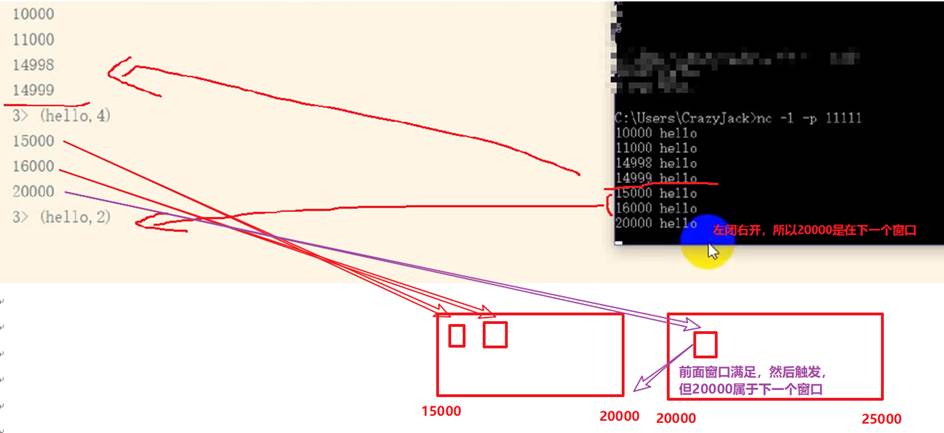 10000
11000
14998
14999
3> (hello,4)
15000
16000
20000
3> (hello,2)
C:\Users\CrazyJack>nc -l -p 11111
10000 hello
11000 hello
14998 hello
14999 hello
15000 hello
16000 hello
20000 hello
左闭右开，所以20000是在下一个窗口
前面窗口满足，然后触发，
但20000属于下一个窗口
15000
20000
20000
25000